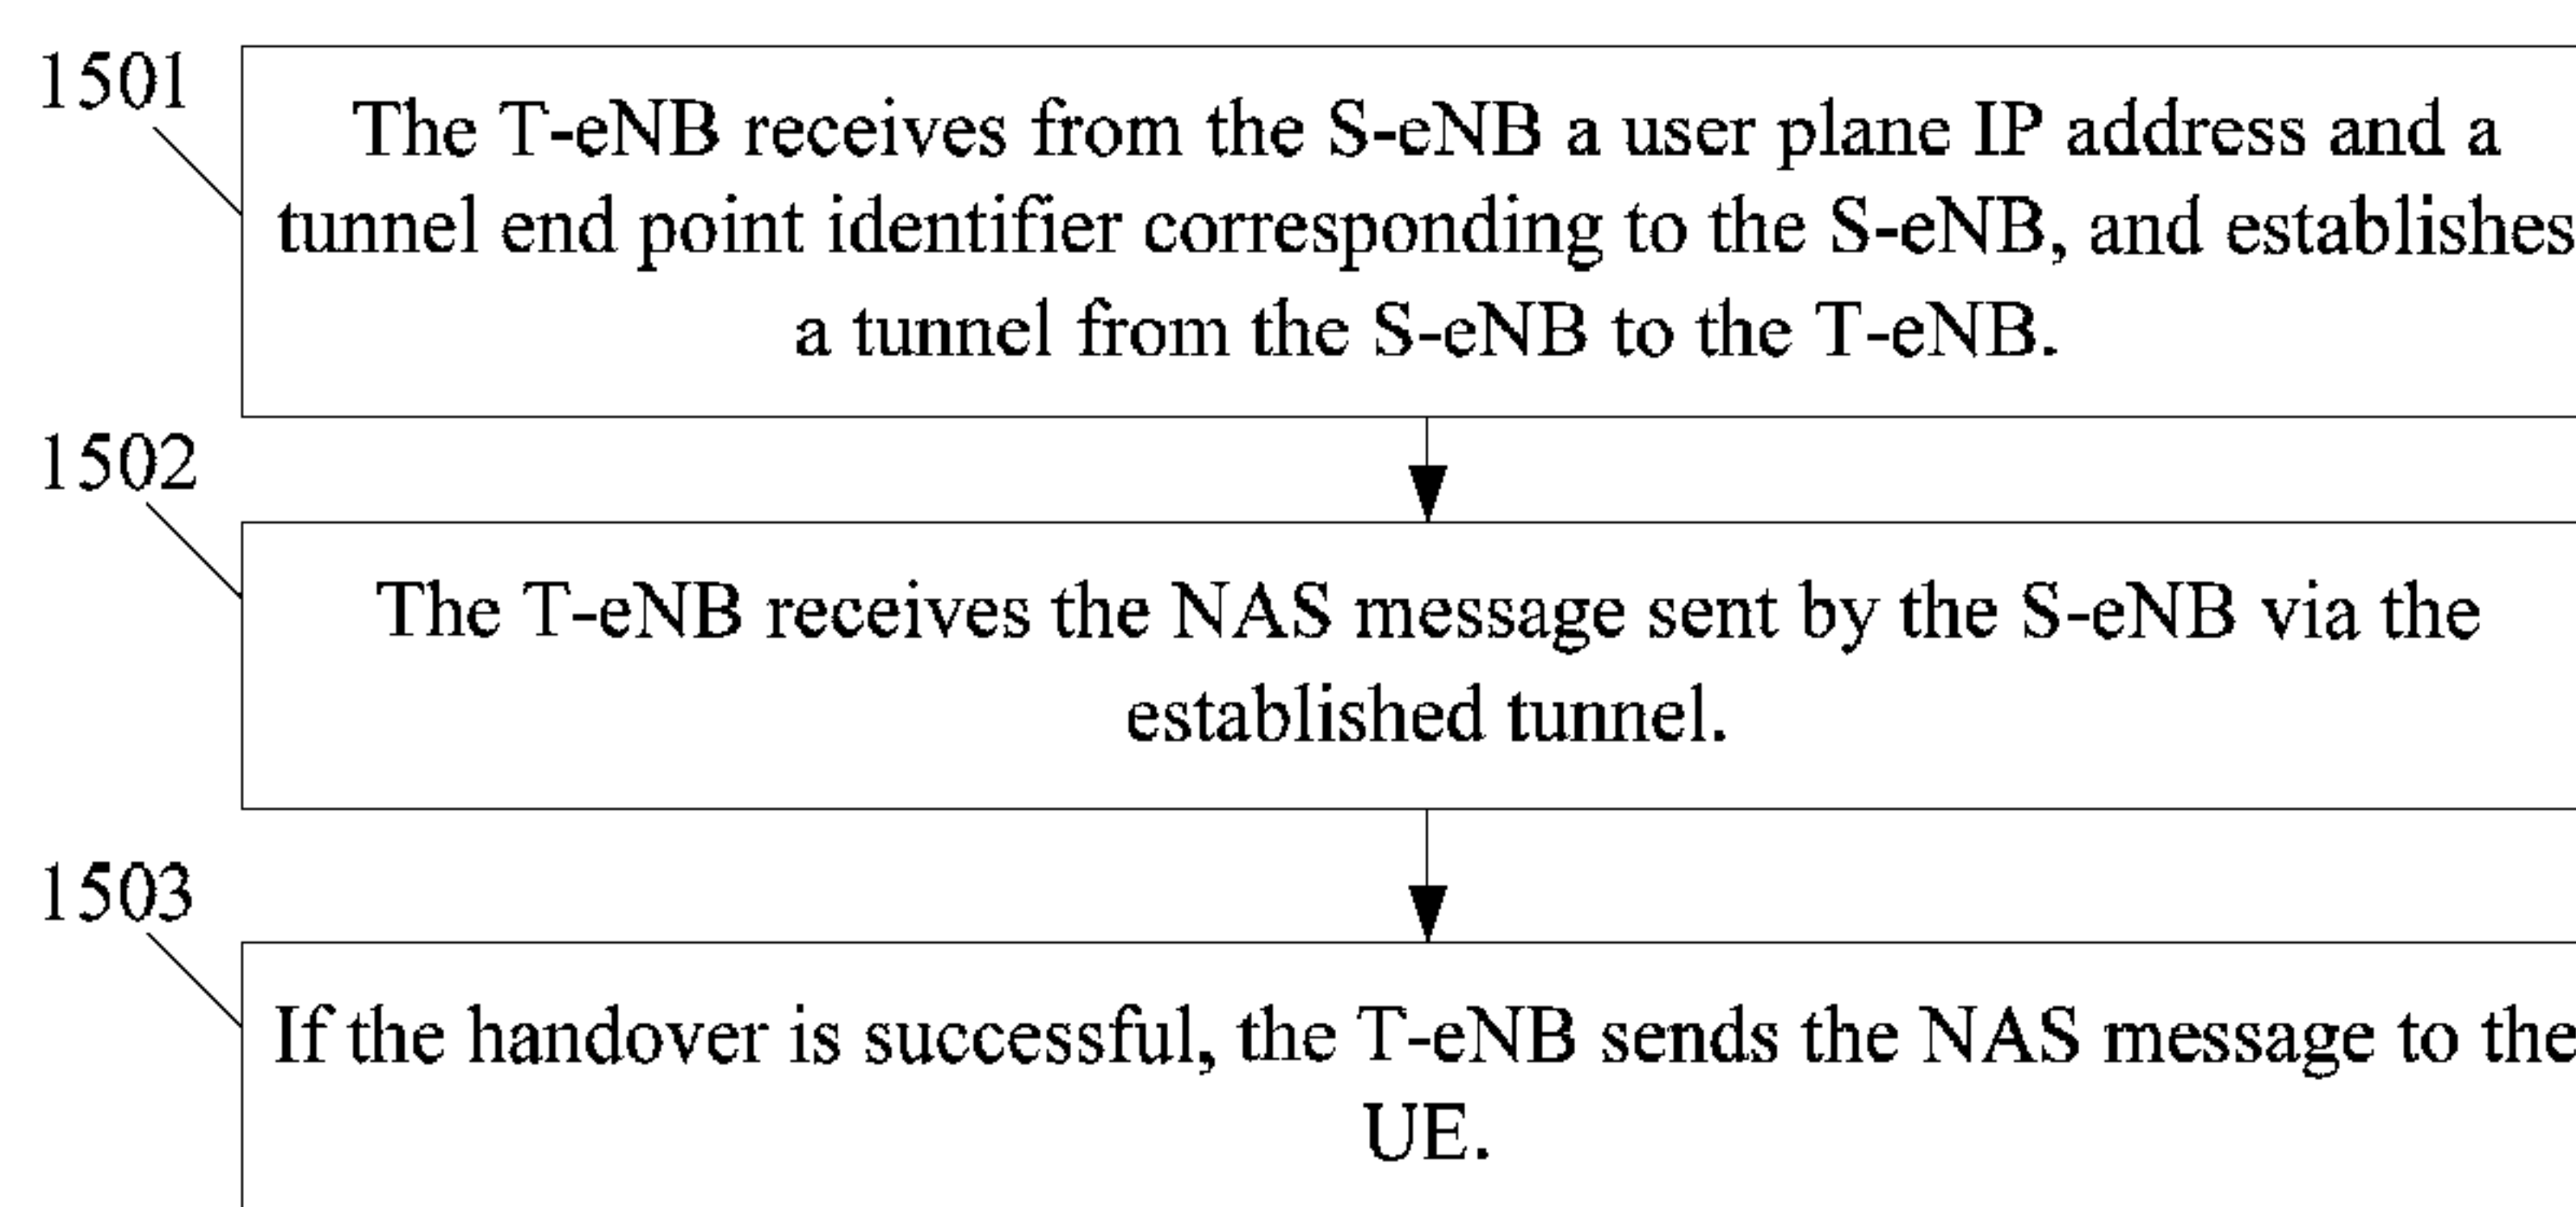 1501
The T-eNB receives from the S-eNB a user plane IP address and a
tunnel end point identifier corresponding to the S-eNB, and establishes
a tunnel from the S-eNB to the T-eNB.
1502
The T-eNB receives the NAS message sent by the S-eNB via the
established tunnel.
1503
If the handover is successful, the T-eNB sends the NAS message to the
UE.